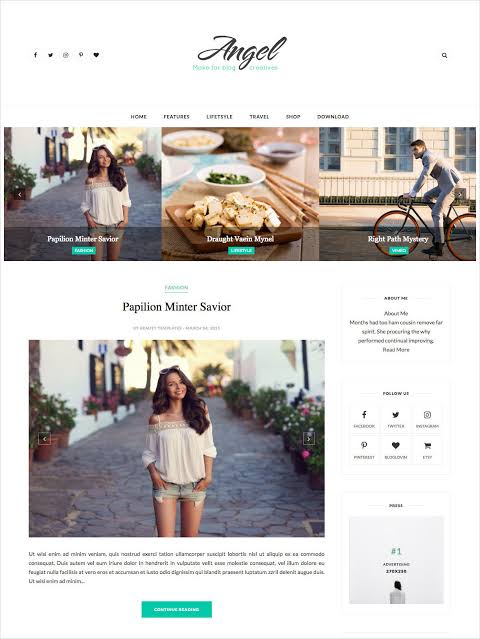 Angel
Make for blog creatives
HOME FEATURES LIFETSYLE TRAVEL SHOP DOWNLOAD
Papilion Minter Savior
FASHION
Draught Vaein Mynel
LIFESTYLE
Right Path Mystery
VIMEO
FASHION
Papilion Minter Savior
BY KEMIST TEMPLATES - MARCH 04, 2015
Ut wisi enim ad minim veniam, quis nostrud exerci tation ullamcorper suscipit lobortis nisl ut aliquip ex ea commodo
consequat. Duis autem vel eum iriure dolor in hendrerit in vulputate velit esse molestie consequat, vel illum dolore eu
feugiat nulla facilisis at vero eros et accumsan et iusto odio dignissim qui blandit praesent luptatum zzril delenit augue duis.
Ut wisi enim ad minim...
CONTINUE READING
ABOUT ME
About Me
Months had too ham cousin remove far
spirit. She procuring the why
performed continual improving.
Read More
FOLLOW US
FACEBOOK TWITTER INSTAGRAM
PINTEREST BLOGLOVIN ETSY
PRESS
#1
ADVERTISING
270X250